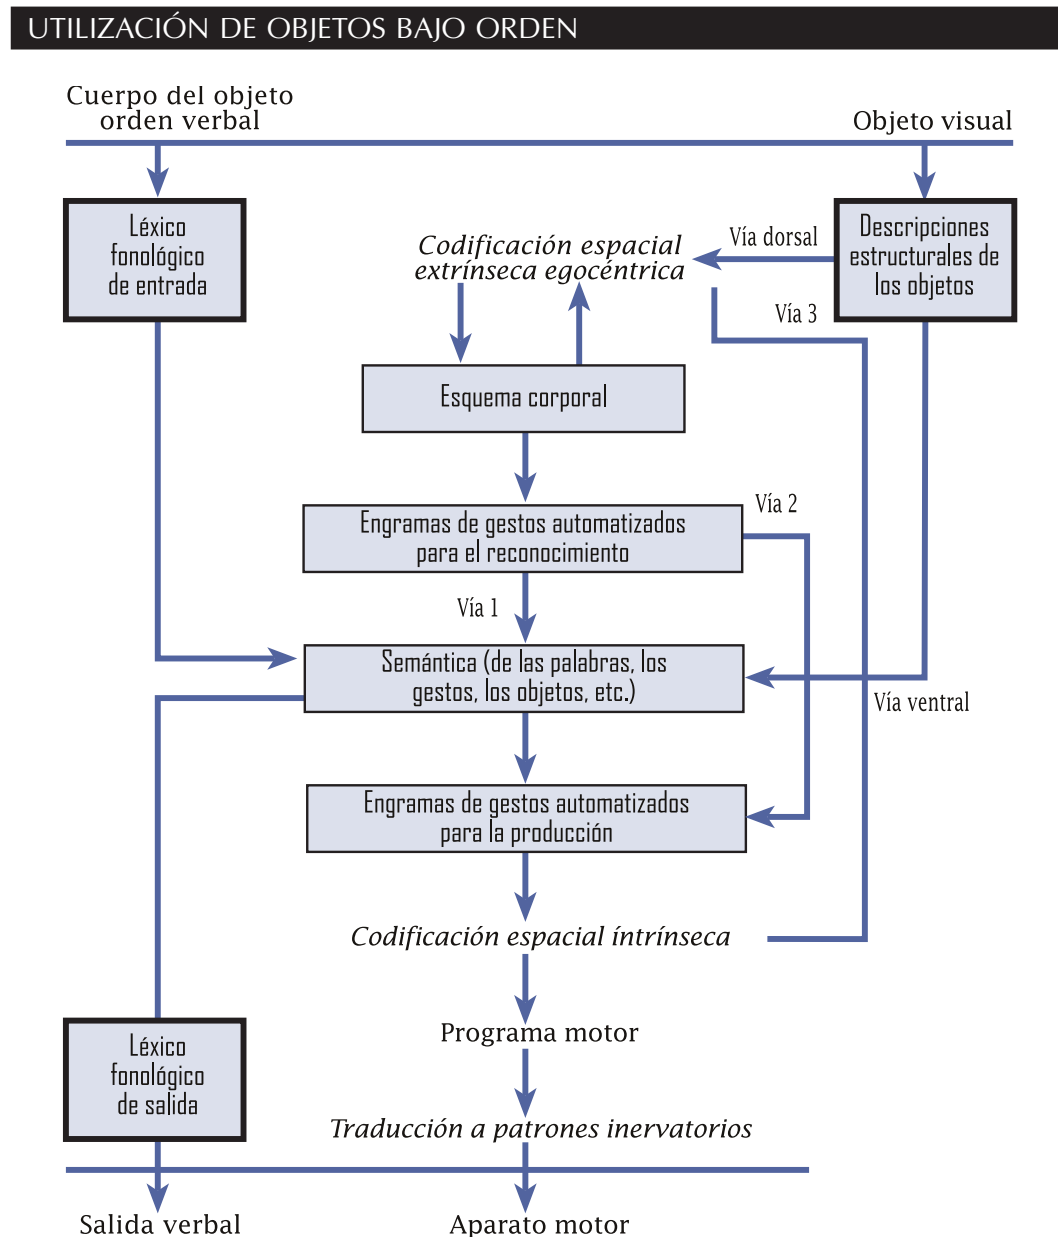 UTILIZACIÓN DE OBJETOS BAJO ORDEN
Cuerpo del objeto
orden verbal
Objeto visual
Léxico
fonológico
de entrada
Codificación espacial
extrínseca egocéntrica
Vía dorsal
Descripciones
estructurales de
los objetos
Vía 3
Esquema corporal
Engramas de gestos automatizados
para el reconocimiento
Vía 2
Vía 1
Semántica (de las palabras, los
gestos, los objetos, etc.)
Vía ventral
Engramas de gestos automatizados
para la producción
Codificación espacial íntrínseca
Programa motor
Léxico
fonológico
de salida
Traducción a patrones inervatorios
Salida verbal
Aparato motor